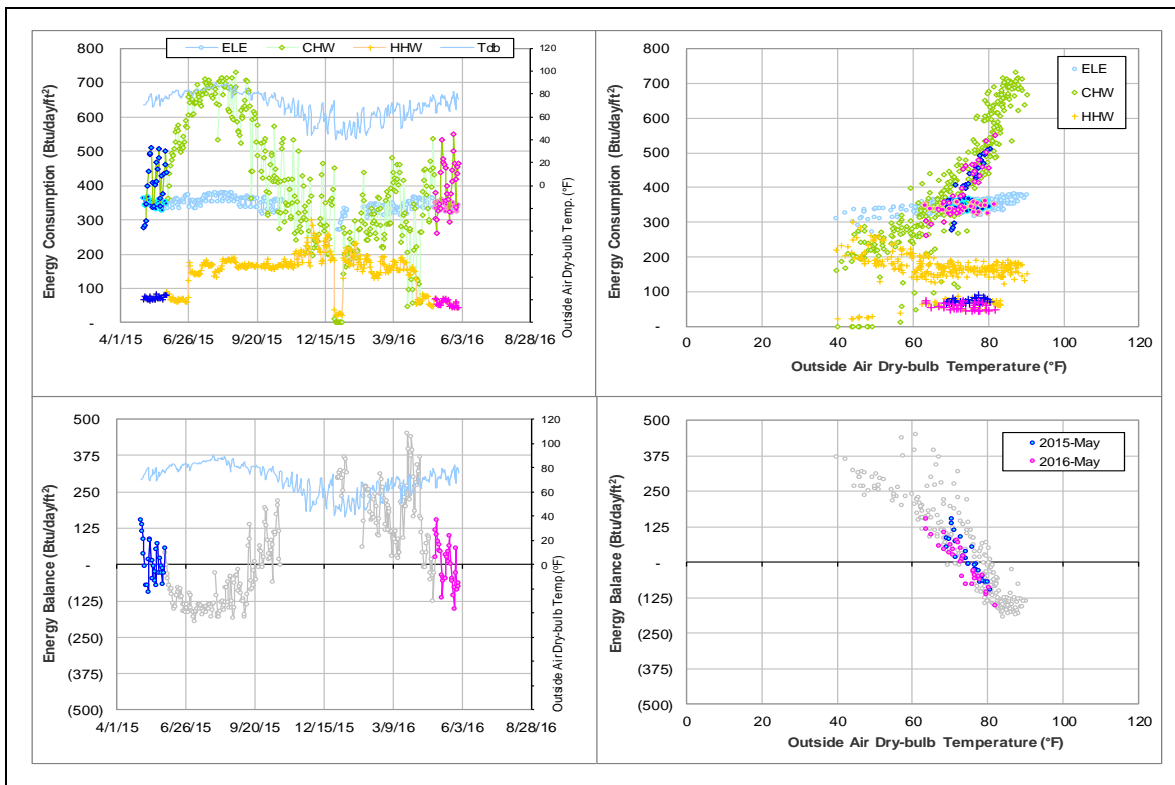 800
700
600
500
400
300
200
100
-
Energy Consumption (Btu/day/ft²)
ELE CHW HHW Tdb
120
100
80
60
40
20
0
Outside Air Dry-bulb Temp. (°F)
4/1/15 6/26/15 9/20/15 12/15/15 3/9/16 6/3/16 8/28/16
800
700
600
500
400
300
200
100
-
Energy Consumption (Btu/day/ft²)
ELE
CHW
HHW
0 20 40 60 80 100 120
Outside Air Dry-bulb Temperature (°F)
500
375
250
125
-
(125)
(250)
(375)
(500)
Energy Balance (Btu/day/ft²)
120
100
80
60
40
20
0
Outside Air Dry-bulb Temp (°F)
4/1/15 6/26/15 9/20/15 12/15/15 3/9/16 6/3/16 8/28/16
500
375
250
125
-
(125)
(250)
(375)
(500)
Energy Balance (Btu/day/ft²)
2015-May
2016-May
0 20 40 60 80 100 120
Outside Air Dry-bulb Temperature (°F)